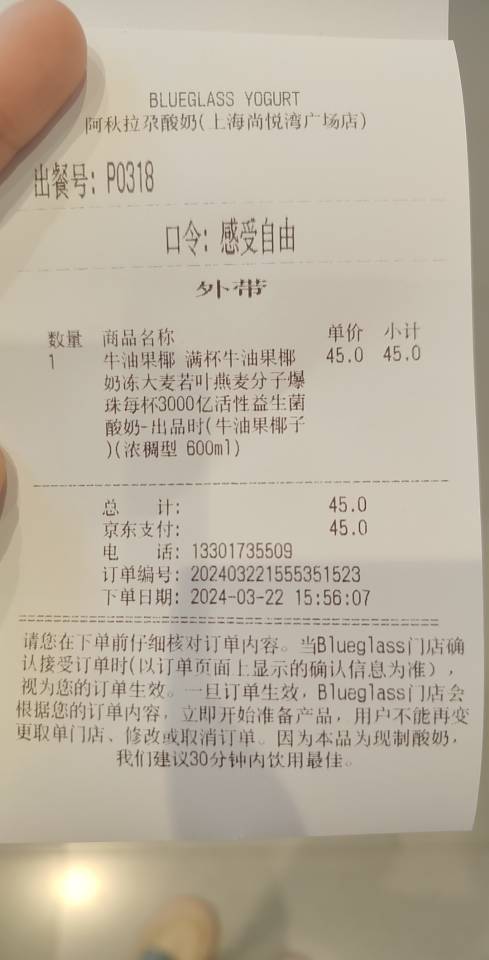 BLUEGLASS YOGURT
阿秋拉尕酸奶(上海尚悦湾广场店)
出餐号: P0318
口令: 感受自由
外带
数量 商品名称 单价 小计
1 牛油果椰 满杯牛油果椰 45.0 45.0
奶冻大麦若叶燕麦分子爆
珠每杯3000亿活性益生菌
酸奶-出品时(牛油果椰子
)(浓稠型 600ml)
总 计: 45.0
京东支付: 45.0
电 话: 13301735509
订单编号: 202403221555351523
下单日期: 2024-03-22 15:56:07
请您在下单前仔细核对订单内容。当Blueglass门店确
认接受订单时(以订单页面上显示的确认信息为准),
视为您的订单生效。一旦订单生效，Blueglass门店会
根据您的订单内容，立即开始准备产品，用户不能再变
更取单门店、修改或取消订单。因为本品为现制酸奶，
我们建议30分钟内饮用最佳。